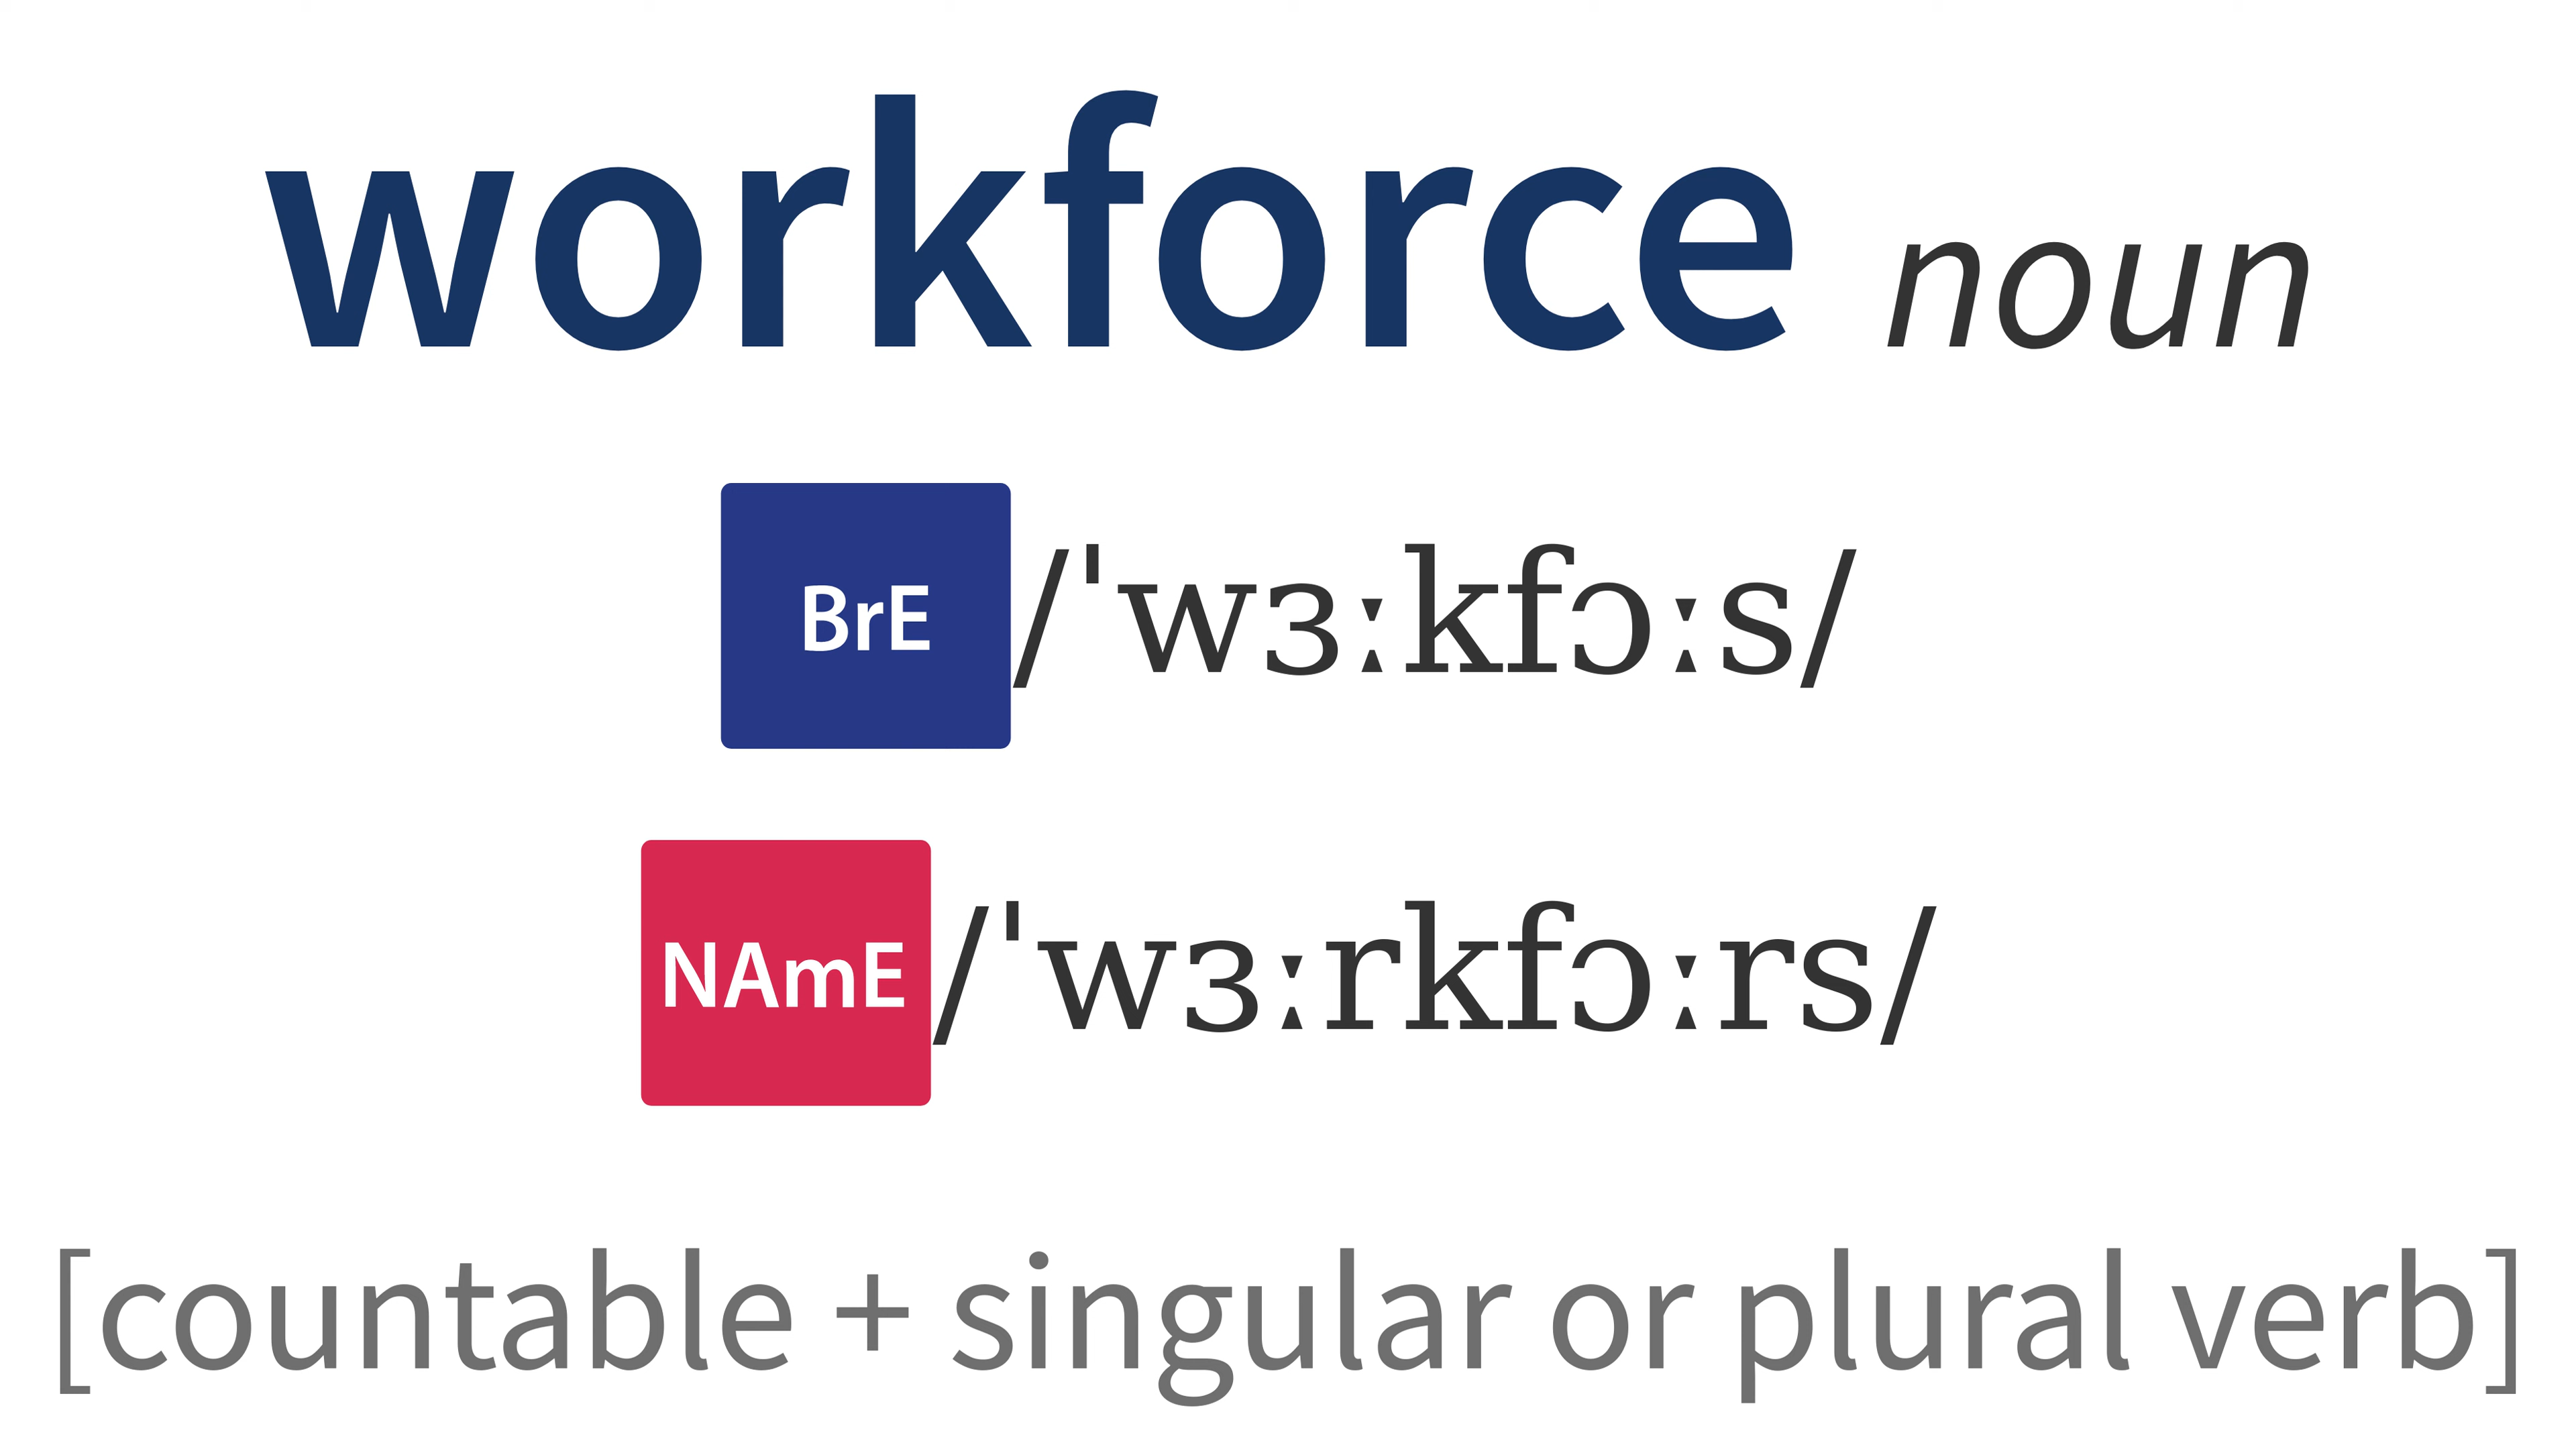 workforce noun
BrE /ˈwɜːkfɔːs/
NAmE /ˈwɜːrkfɔːrs/
[countable + singular or plural verb]